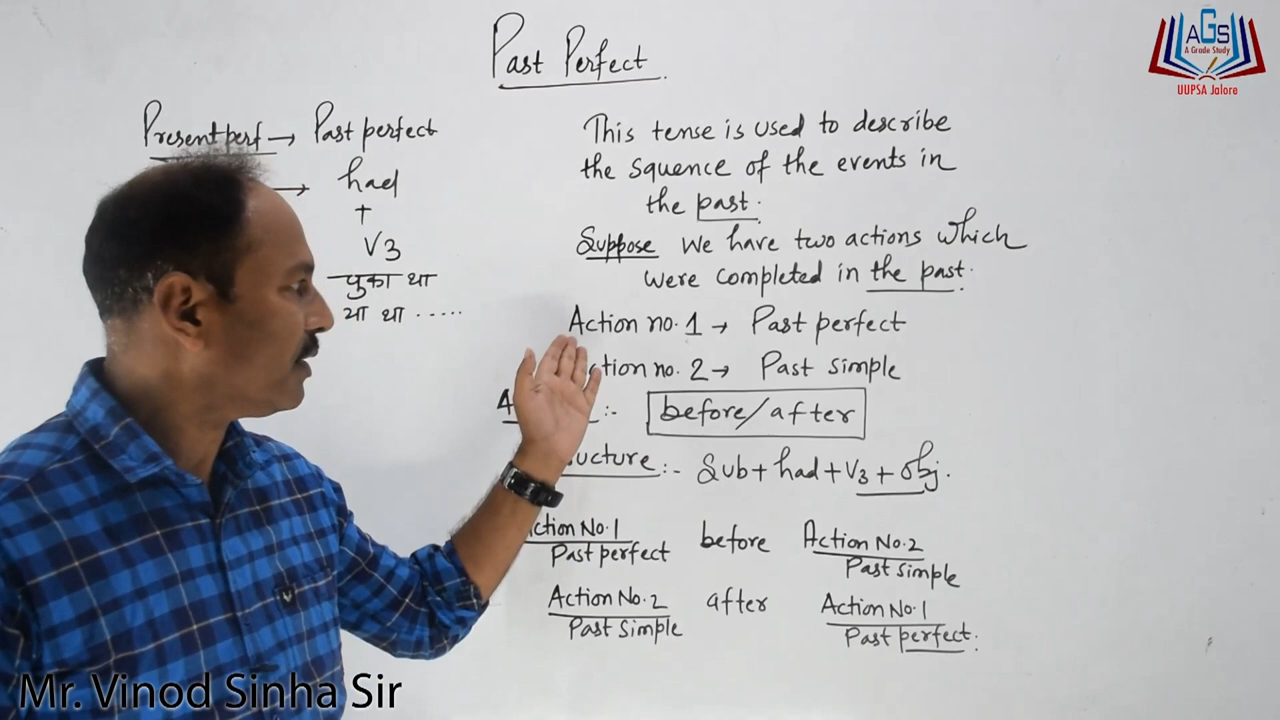 Past Perfect
AGS
A Grade Study
UUPSA Jalore
Present perf → Past perfect
→ had
+
V3
चुका था
या था .....
This tense is used to describe
the squence of the events in
the past.
Suppose We have two actions which
were completed in the past.
Action no. 1 → Past perfect
ction no. 2 → Past simple
:- before/after
ucture :- Sub + had + V3 + obj.
ction No.1 before Action No.2
Past perfect Past simple
Action No.2 after Action No.1
Past Simple Past perfect.
Mr. Vinod Sinha Sir